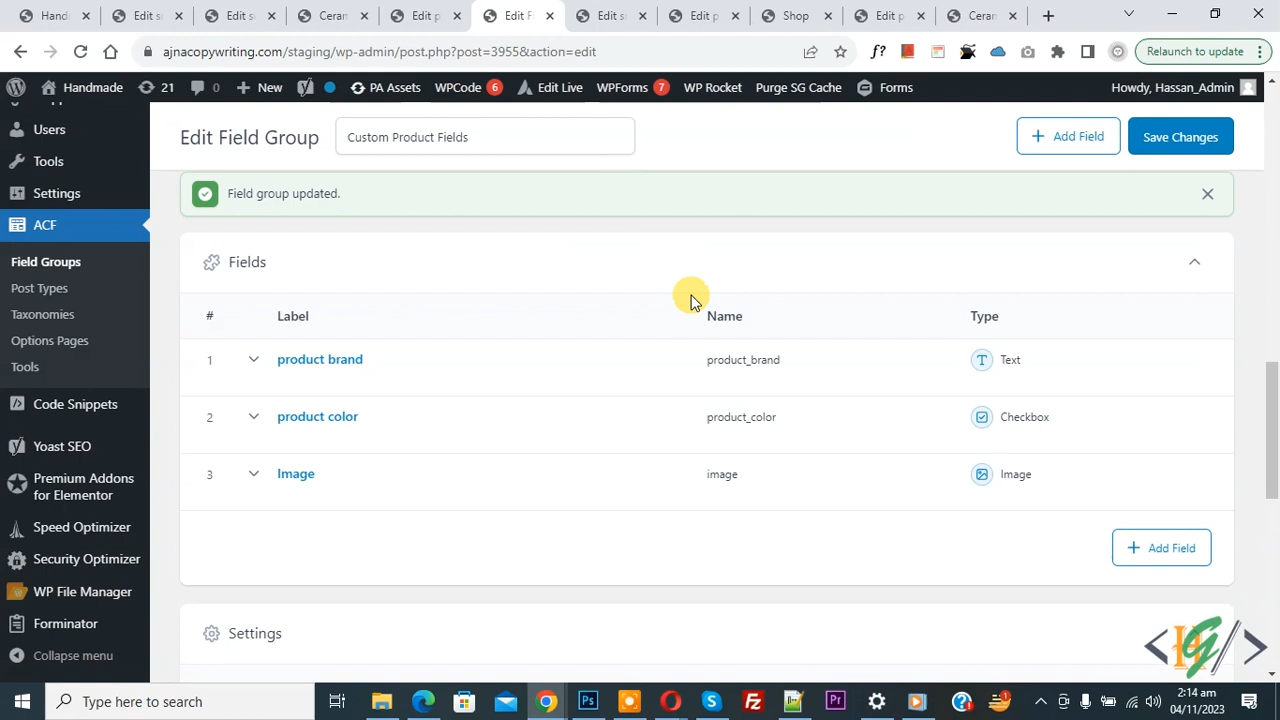 Handm
Edit s
Edit s
Ceram
Edit p
Edit F
Edit s
Edit p
Shop
Edit p
Ceram
ajnacopywriting.com/staging/wp-admin/post.php?post=3955&action=edit
f?
Relaunch to update
Handmade
21
0
New
PA Assets
WPCode 6
Edit Live
WPForms 7
WP Rocket
Purge SG Cache
Forms
Howdy, Hassan_Admin
Users
Tools
Settings
ACF
Field Groups
Post Types
Taxonomies
Options Pages
Tools
Code Snippets
Yoast SEO
Premium Addons
for Elementor
Speed Optimizer
Security Optimizer
WP File Manager
Forminator
Collapse menu
Edit Field Group
Custom Product Fields
+ Add Field
Save Changes
Field group updated.
Fields
# Label Name Type
1 product brand product_brand Text
2 product color product_color Checkbox
3 Image image Image
+ Add Field
Settings
HG
Type here to search
2:14 am
04/11/2023